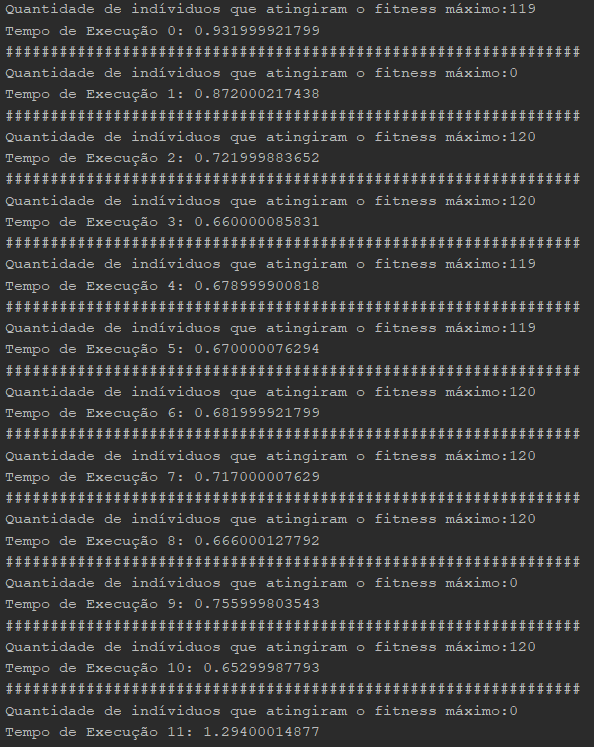 Quantidade de indíviduos que atingiram o fitness máximo:119
Tempo de Execução 0: 0.931999921799
################################################################
Quantidade de indíviduos que atingiram o fitness máximo:0
Tempo de Execução 1: 0.872000217438
################################################################
Quantidade de indíviduos que atingiram o fitness máximo:120
Tempo de Execução 2: 0.721999883652
################################################################
Quantidade de indíviduos que atingiram o fitness máximo:120
Tempo de Execução 3: 0.660000085831
################################################################
Quantidade de indíviduos que atingiram o fitness máximo:119
Tempo de Execução 4: 0.678999900818
################################################################
Quantidade de indíviduos que atingiram o fitness máximo:119
Tempo de Execução 5: 0.670000076294
################################################################
Quantidade de indíviduos que atingiram o fitness máximo:120
Tempo de Execução 6: 0.681999921799
################################################################
Quantidade de indíviduos que atingiram o fitness máximo:120
Tempo de Execução 7: 0.717000007629
################################################################
Quantidade de indíviduos que atingiram o fitness máximo:120
Tempo de Execução 8: 0.666000127792
################################################################
Quantidade de indíviduos que atingiram o fitness máximo:0
Tempo de Execução 9: 0.755999803543
################################################################
Quantidade de indíviduos que atingiram o fitness máximo:120
Tempo de Execução 10: 0.65299987793
################################################################
Quantidade de indíviduos que atingiram o fitness máximo:0
Tempo de Execução 11: 1.29400014877